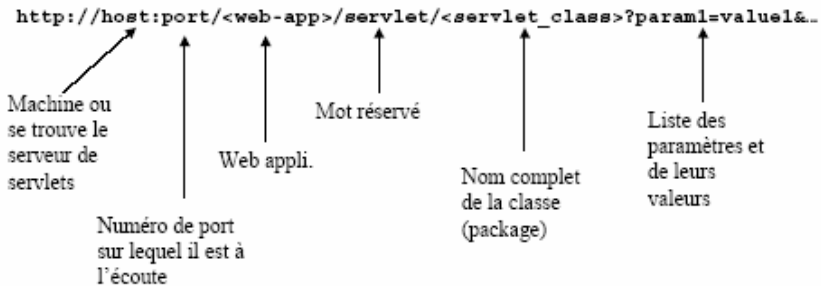 http://host:port/<web-app>/servlet/<servlet_class>?param1=value1&…
Machine ou
se trouve le
serveur de
servlets
Numéro de port
sur lequel il est à
l’écoute
Web appli.
Mot réservé
Nom complet
de la classe
(package)
Liste des
paramètres et
de leurs
valeurs